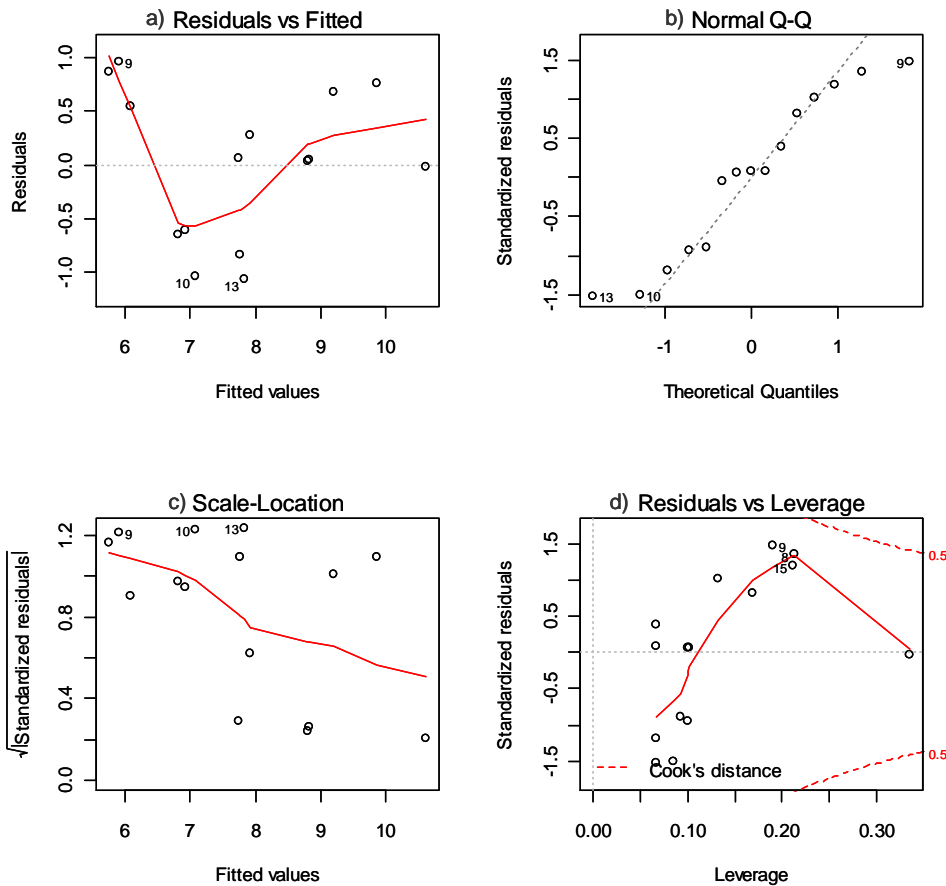 a) Residuals vs Fitted
Residuals
1.0
0.5
0.0
-0.5
-1.0
9
10
13
6 7 8 9 10
Fitted values
b) Normal Q-Q
Standardized residuals
1.5
0.5
-0.5
-1.5
9
13
10
-1 0 1
Theoretical Quantiles
c) Scale-Location
√|Standardized residuals|
1.2
0.8
0.4
0.0
9
10
13
6 7 8 9 10
Fitted values
d) Residuals vs Leverage
Standardized residuals
1.5
0.5
-0.5
-1.5
9
8
15
0.5
0.5
Cook's distance
0.00 0.10 0.20 0.30
Leverage